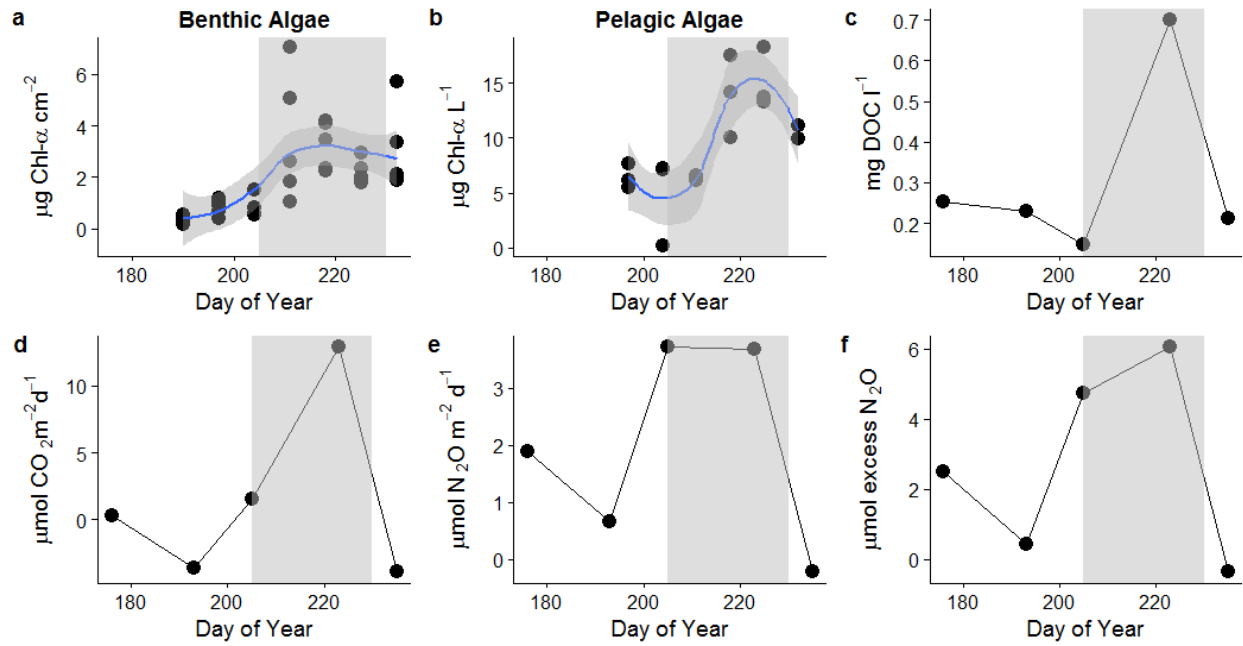 a
Benthic Algae
µg Chl-α cm⁻²
6
4
2
0
180 200 220
Day of Year
b
Pelagic Algae
µg Chl-α L⁻¹
15
10
5
0
180 200 220
Day of Year
c
mg DOC l⁻¹
0.7
0.6
0.5
0.4
0.3
0.2
180 200 220
Day of Year
d
µmol CO₂m⁻²d⁻¹
10
5
0
180 200 220
Day of Year
e
µmol N₂O m⁻² d⁻¹
3
2
1
0
180 200 220
Day of Year
f
µmol excess N₂O
6
4
2
0
180 200 220
Day of Year